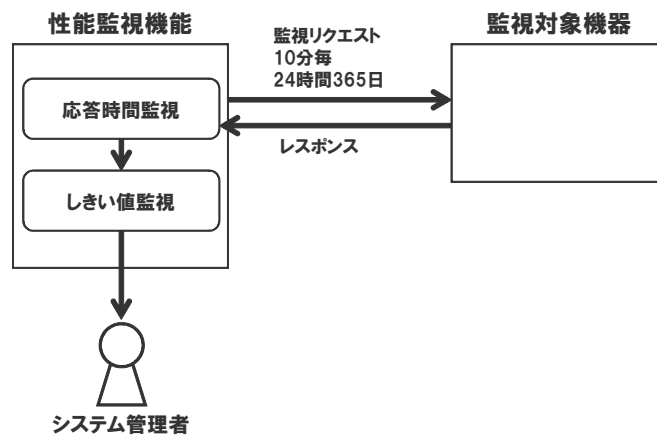 性能監視機能
監視対象機器
監視リクエスト
10分毎
24時間365日
応答時間監視
レスポンス
しきい値監視
システム管理者